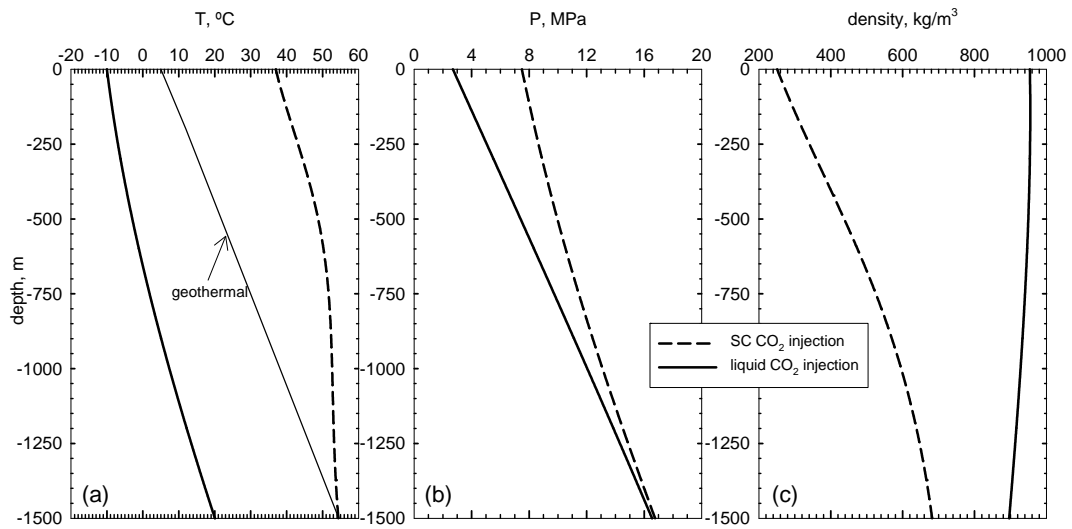 T, ºC
P, MPa
density, kg/m³
-20 -10 0 10 20 30 40 50 60
0 4 8 12 16 20
200 400 600 800 1000
0
-250
-500
-750
-1000
-1250
-1500
depth, m
geothermal
(a)
0
-250
-500
-750
-1000
-1250
-1500
(b)
0
-250
-500
-750
-1000
-1250
-1500
(c)
SC CO₂ injection
liquid CO₂ injection